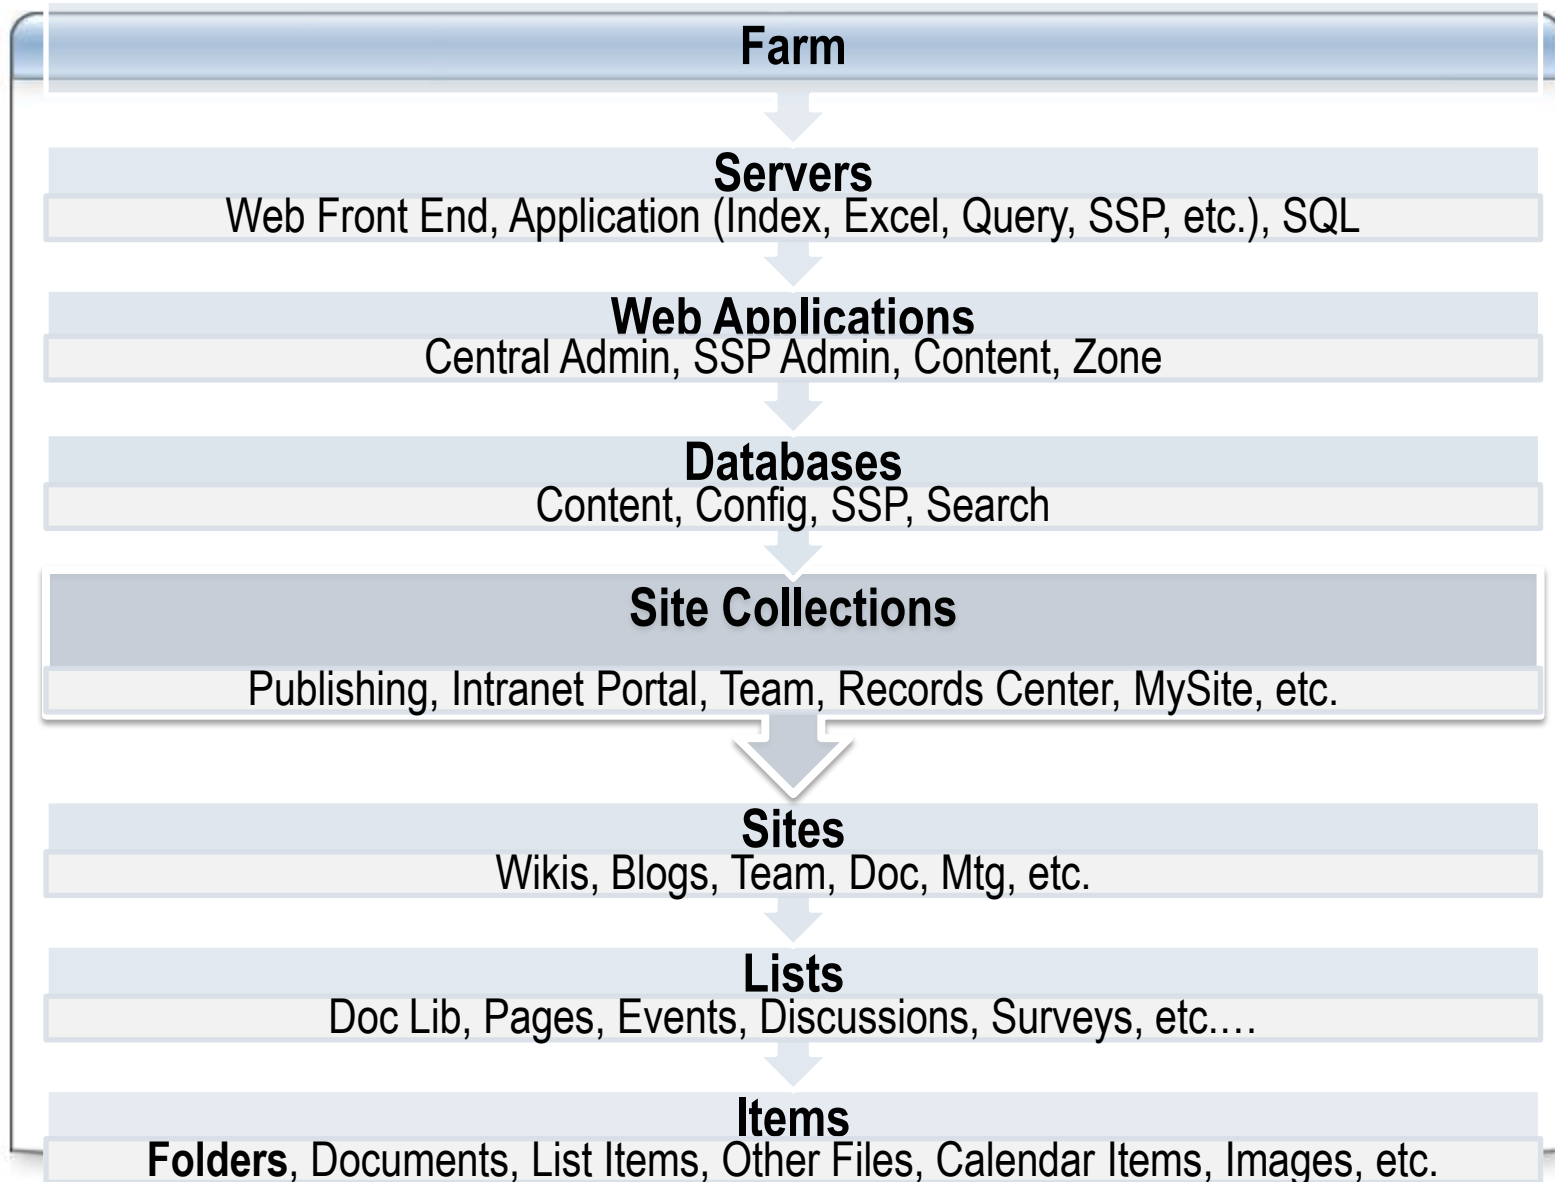 Farm
Servers
Web Front End, Application (Index, Excel, Query, SSP, etc.), SQL
Web Applications
Central Admin, SSP Admin, Content, Zone
Databases
Content, Config, SSP, Search
Site Collections
Publishing, Intranet Portal, Team, Records Center, MySite, etc.
Sites
Wikis, Blogs, Team, Doc, Mtg, etc.
Lists
Doc Lib, Pages, Events, Discussions, Surveys, etc.…
Items
Folders, Documents, List Items, Other Files, Calendar Items, Images, etc.